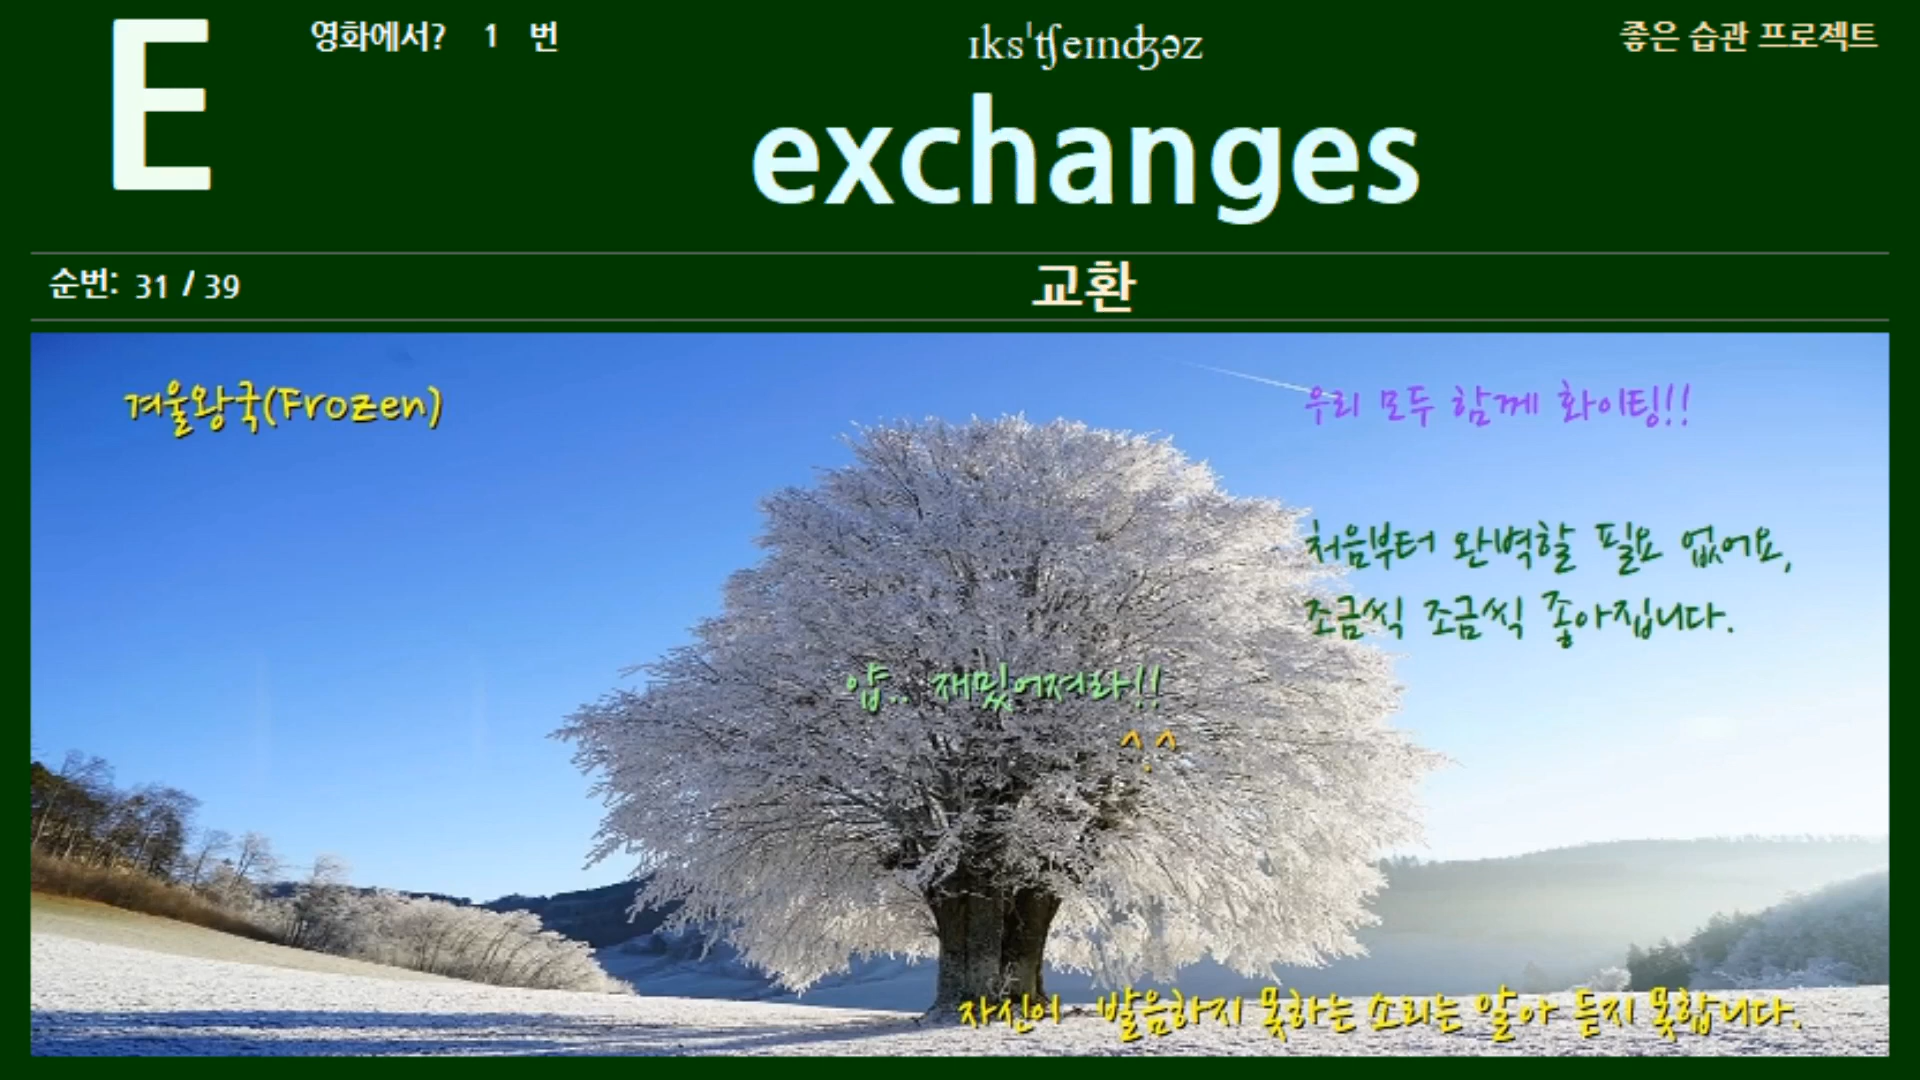 E
영화에서? 1 번
ɪksˈʧeɪnʤəz
좋은 습관 프로젝트
exchanges
순번: 31 / 39
교환
겨울왕국(Frozen)
우리 모두 함께 화이팅!!
처음부터 완벽할 필요 없어요,
조금씩 조금씩 좋아집니다.
얍.. 재밌어져라!!
^.^
자신이 발음하지 못하는 소리는 알아 듣지 못합니다.